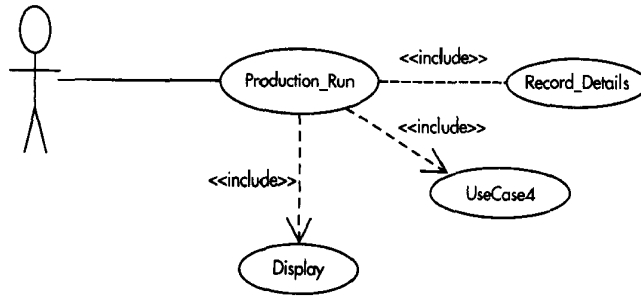 <<include>>
Production_Run
Record_Details
<<include>>
<<include>>
UseCase4
Display